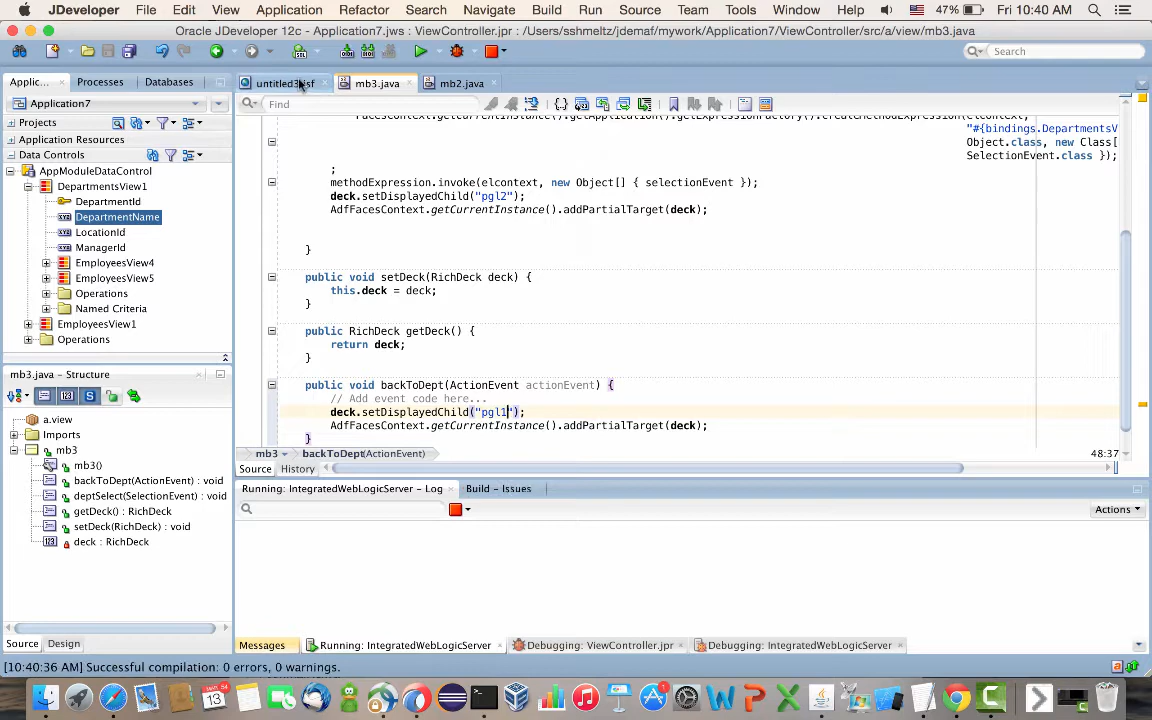 JDeveloper File Edit View Application Refactor Search Navigate Build Run Source Team Tools Window Help 47% Fri 10:40 AM
Oracle JDeveloper 12c - Application7.jws : ViewController.jpr : /Users/sshmeltz/jdemaf/mywork/Application7/ViewController/src/a/view/mb3.java
Search
Applic... Processes Databases
mb3.java mb2.java
Application7
Find
Projects
Application Resources
Data Controls
AppModuleDataControl
DepartmentsView1
DepartmentId
DepartmentName
LocationId
ManagerId
EmployeesView4
EmployeesView5
Operations
Named Criteria
EmployeesView1
Operations
FacesContext.getCurrentInstance().getApplication().getExpressionFactory().createMethodExpression(elcontext,
"#{bindings.DepartmentsV
Object.class, new Class[
SelectionEvent.class });
;
methodExpression.invoke(elcontext, new Object[] { selectionEvent });
deck.setDisplayedChild("pgl2");
AdfFacesContext.getCurrentInstance().addPartialTarget(deck);
}
public void setDeck(RichDeck deck) {
this.deck = deck;
}
public RichDeck getDeck() {
return deck;
}
public void backToDept(ActionEvent actionEvent) {
// Add event code here...
deck.setDisplayedChild("pgl1");
AdfFacesContext.getCurrentInstance().addPartialTarget(deck);
}
mb3 backToDept(ActionEvent) 48:37
Source History
mb3.java - Structure
a.view
Imports
mb3
mb3()
backToDept(ActionEvent) : void
deptSelect(SelectionEvent) : void
getDeck() : RichDeck
setDeck(RichDeck) : void
deck : RichDeck
Source Design
Running: IntegratedWebLogicServer - Log Build - Issues
Actions
Messages Running: IntegratedWebLogicServer Debugging: ViewController.jpr Debugging: IntegratedWebLogicServer
[10:40:36 AM] Successful compilation: 0 errors, 0 warnings.
13
1